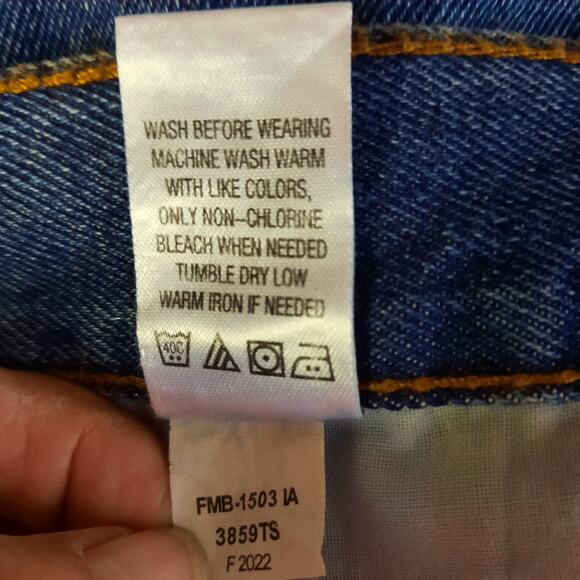 WASH BEFORE WEARING
MACHINE WASH WARM
WITH LIKE COLORS,
ONLY NON-CHLORINE
BLEACH WHEN NEEDED
TUMBLE DRY LOW
WARM IRON IF NEEDED
40C
FMB-1503 IA
3859TS
F 2022